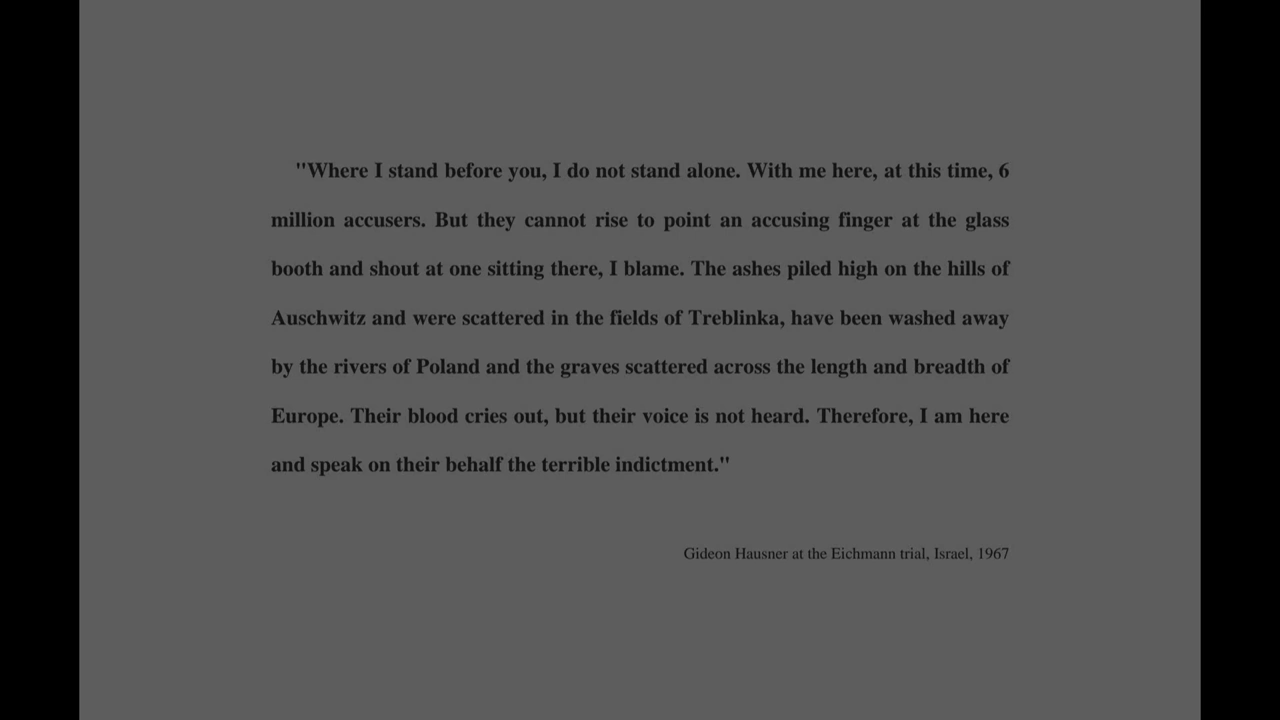 "Where I stand before you, I do not stand alone. With me here, at this time, 6
million accusers. But they cannot rise to point an accusing finger at the glass
booth and shout at one sitting there, I blame. The ashes piled high on the hills of
Auschwitz and were scattered in the fields of Treblinka, have been washed away
by the rivers of Poland and the graves scattered across the length and breadth of
Europe. Their blood cries out, but their voice is not heard. Therefore, I am here
and speak on their behalf the terrible indictment."
Gideon Hausner at the Eichmann trial, Israel, 1967